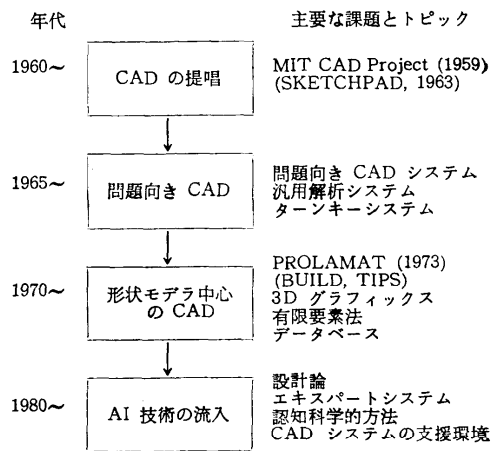 年代
主要な課題とトピック
1960～
CAD の提唱
MIT CAD Project (1959)
(SKETCHPAD, 1963)
1965～
問題向き CAD
問題向き CAD システム
汎用解析システム
ターンキーシステム
1970～
形状モデラ中心
の CAD
PROLAMAT (1973)
(BUILD, TIPS)
3D グラフィックス
有限要素法
データベース
1980～
AI 技術の流入
設計論
エキスパートシステム
認知科学的方法
CAD システムの支援環境